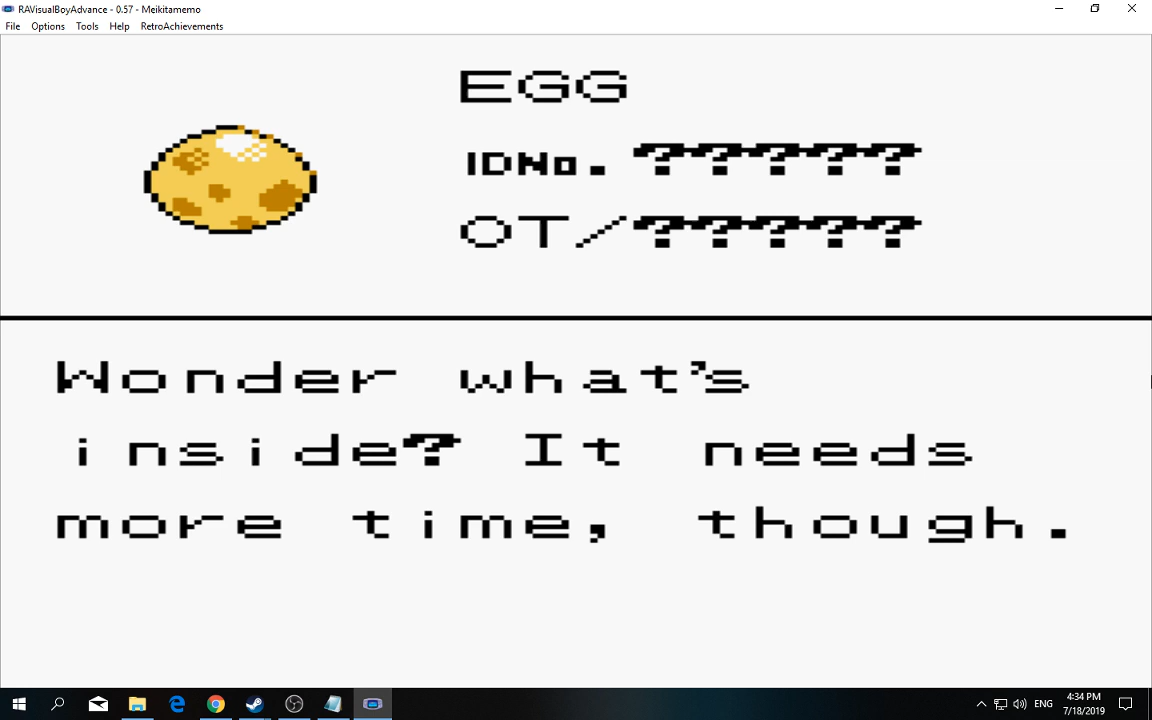 RAVisualBoyAdvance - 0.57 - Meikitamemo
File Options Tools Help RetroAchievements
EGG
IDNo. ?????
OT/?????
Wonder what's
inside? It needs
more time, though.
ENG
4:34 PM
7/18/2019